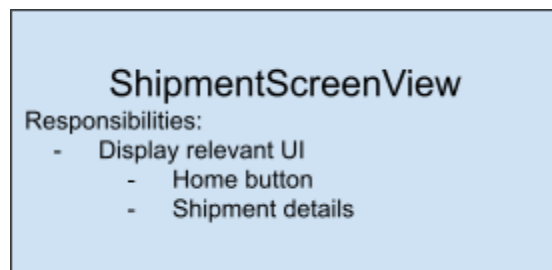 ShipmentScreenView
Responsibilities:
- Display relevant UI
- Home button
- Shipment details